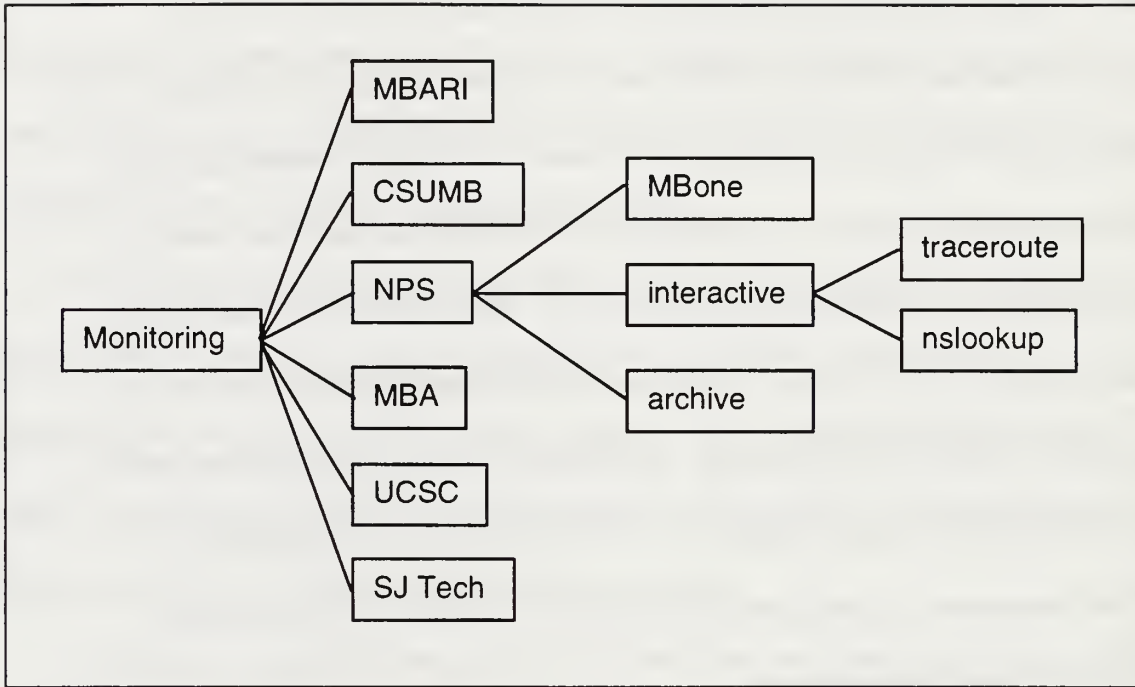 MBARI
CSUMB
MBone
traceroute
NPS
interactive
Monitoring
nslookup
MBA
archive
UCSC
SJ Tech